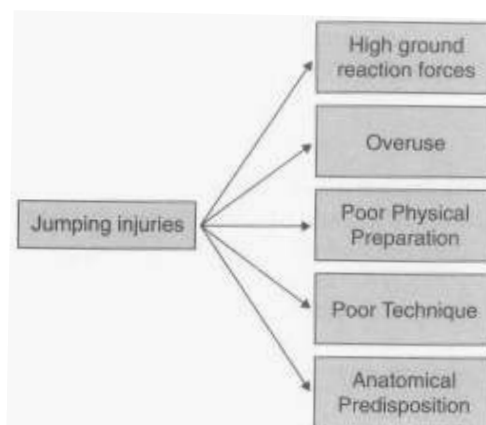 High ground
reaction forces
Overuse
Jumping injuries
Poor Physical
Preparation
Poor Technique
Anatomical
Predisposition